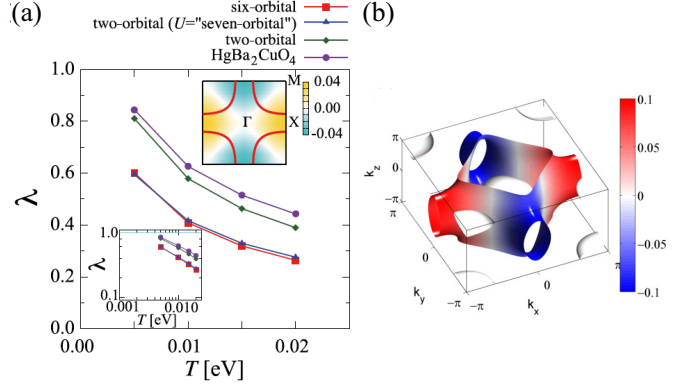 (a)
six-orbital
two-orbital (U="seven-orbital")
two-orbital
HgBa₂CuO₄
(b)
1.0
0.8
0.6
0.4
0.2
0.0
λ
0.00
0.01
0.02
T [eV]
M
Γ
X
0.04
0.00
-0.04
1.0
0.1
λ
0.001
0.010
T [eV]
π
0
-π
k_z
π
0
-π
k_y
-π
0
π
k_x
0.1
0.05
0
-0.05
-0.1